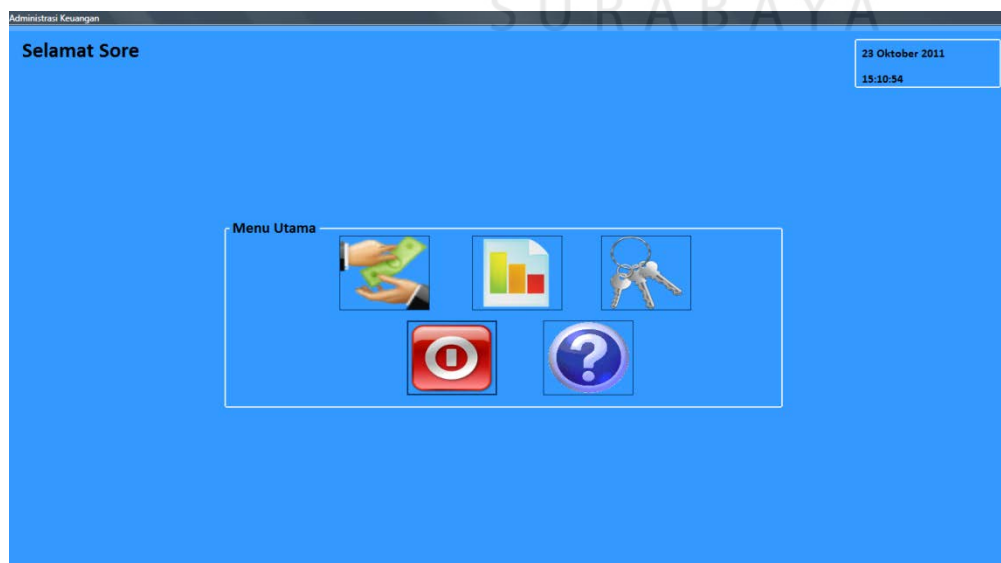 SURABAYA
Administrasi Keuangan
Selamat Sore
23 Oktober 2011
15:10:54
Menu Utama